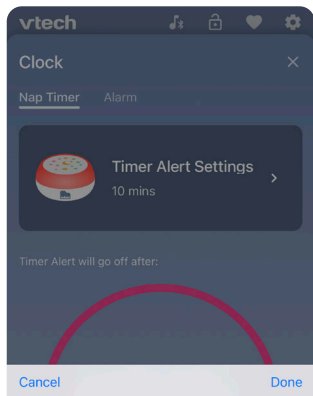 vtech
Clock
Nap Timer Alarm
Timer Alert Settings
10 mins
Timer Alert will go off after:
Cancel Done